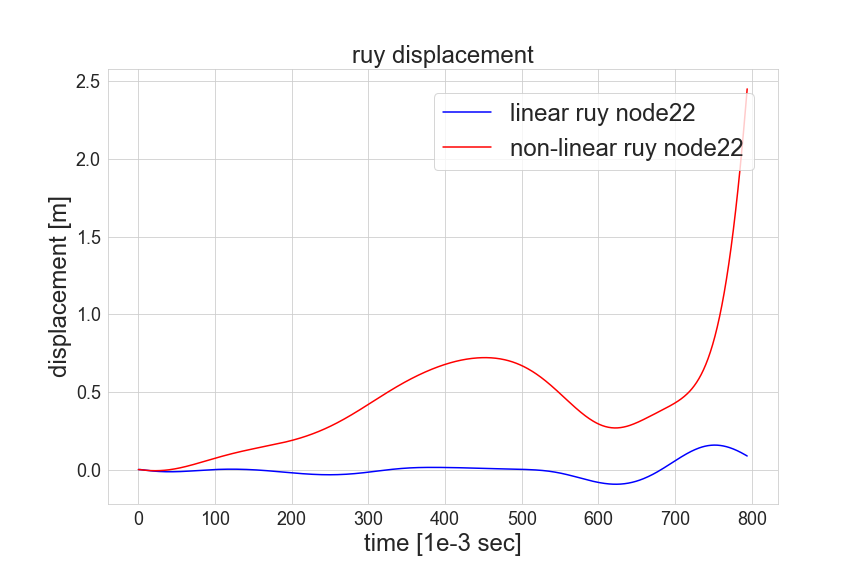 ruy displacement
linear ruy node22
non-linear ruy node22
2.5
2.0
1.5
1.0
0.5
0.0
displacement [m]
0 100 200 300 400 500 600 700 800
time [1e-3 sec]